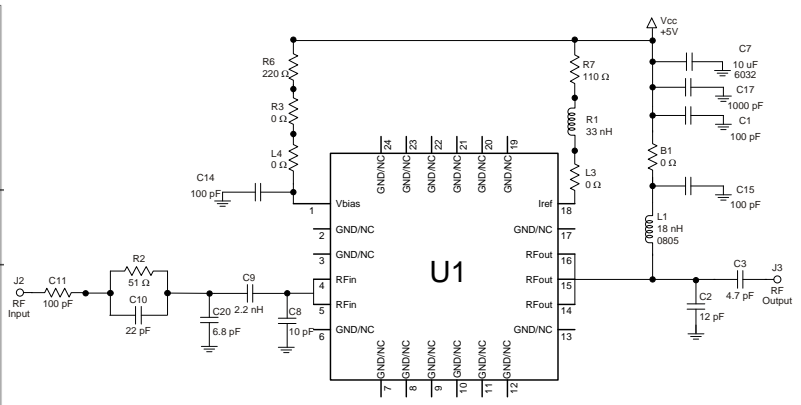 Vcc
+5V
R6
220 Ω
R3
0 Ω
L4
0 Ω
C14
100 pF
R7
110 Ω
R1
33 nH
L3
0 Ω
C7
10 uF
6032
C17
1000 pF
C1
100 pF
B1
0 Ω
C15
100 pF
L1
18 nH
0805
24
23
22
21
20
19
GND/NC
GND/NC
GND/NC
GND/NC
GND/NC
GND/NC
1
Vbias
2
GND/NC
3
GND/NC
4
RFin
5
RFin
6
GND/NC
U1
Iref
18
GND/NC
17
RFout
16
RFout
15
RFout
14
GND/NC
13
GND/NC
GND/NC
GND/NC
GND/NC
GND/NC
GND/NC
7
8
9
10
11
12
J2
RF
Input
C11
100 pF
R2
51 Ω
C10
22 pF
C20
6.8 pF
C9
2.2 nH
C8
10 pF
C2
12 pF
C3
4.7 pF
J3
RF
Output